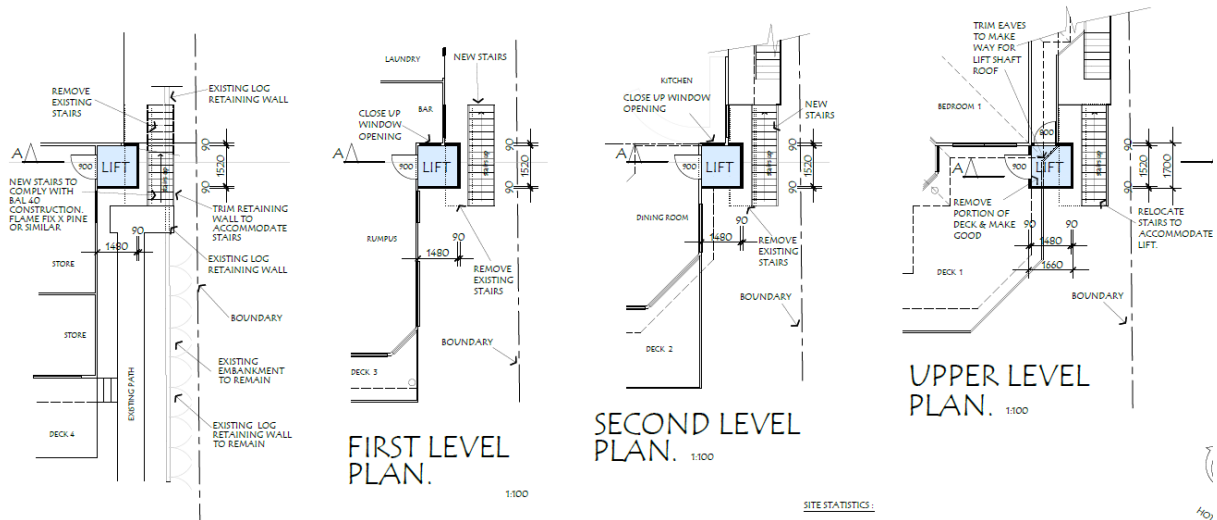 REMOVE
EXISTING
STAIRS
EXISTING LOG
RETAINING WALL
A
900
LIFT
90
1520
90
NEW STAIRS TO
COMPLY WITH
BAL 40
CONSTRUCTION.
FLAME FIX X PINE
OR SIMILAR
TRIM RETAINING
WALL TO
ACCOMMODATE
STAIRS
90
1480
EXISTING LOG
RETAINING WALL
STORE
BOUNDARY
STORE
EXISTING
EMBANKMENT
TO REMAIN
EXISTING PATH
EXISTING LOG
RETAINING WALL
TO REMAIN
DECK 4
LAUNDRY
NEW STAIRS
BAR
CLOSE UP
WINDOW
OPENING
A
900
LIFT
90
1520
90
RUMPUS
90
1480
REMOVE
EXISTING
STAIRS
BOUNDARY
DECK 3
FIRST LEVEL
PLAN.
1:100
KITCHEN
CLOSE UP WINDOW
OPENING
NEW
STAIRS
A
900
LIFT
90
1520
90
DINING ROOM
90
1480
REMOVE
EXISTING
STAIRS
BOUNDARY
DECK 2
SECOND LEVEL
PLAN. 1:100
TRIM EAVES
TO MAKE
WAY FOR
LIFT SHAFT
ROOF
BEDROOM 1
900
A
900
LIFT
90
1520
1700
90
REMOVE
PORTION OF
DECK & MAKE
GOOD
90
90
1480
1660
RELOCATE
STAIRS TO
ACCOMMODATE
LIFT.
DECK 1
BOUNDARY
UPPER LEVEL
PLAN. 1:100
SITE STATISTICS :